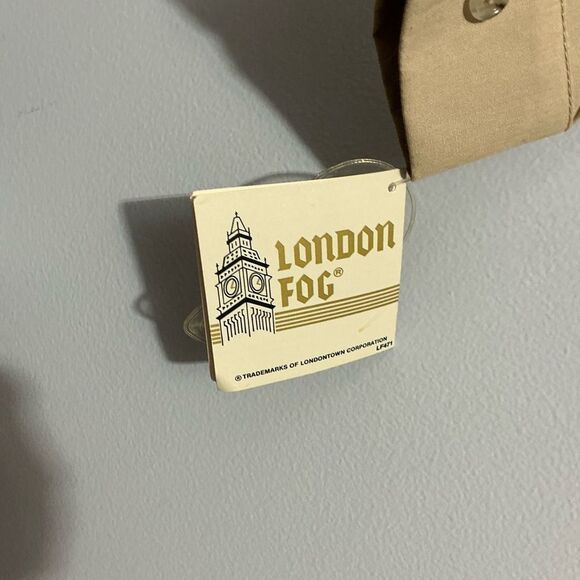 LONDON
FOG®
® TRADEMARKS OF LONDONTOWN CORPORATION
LF471